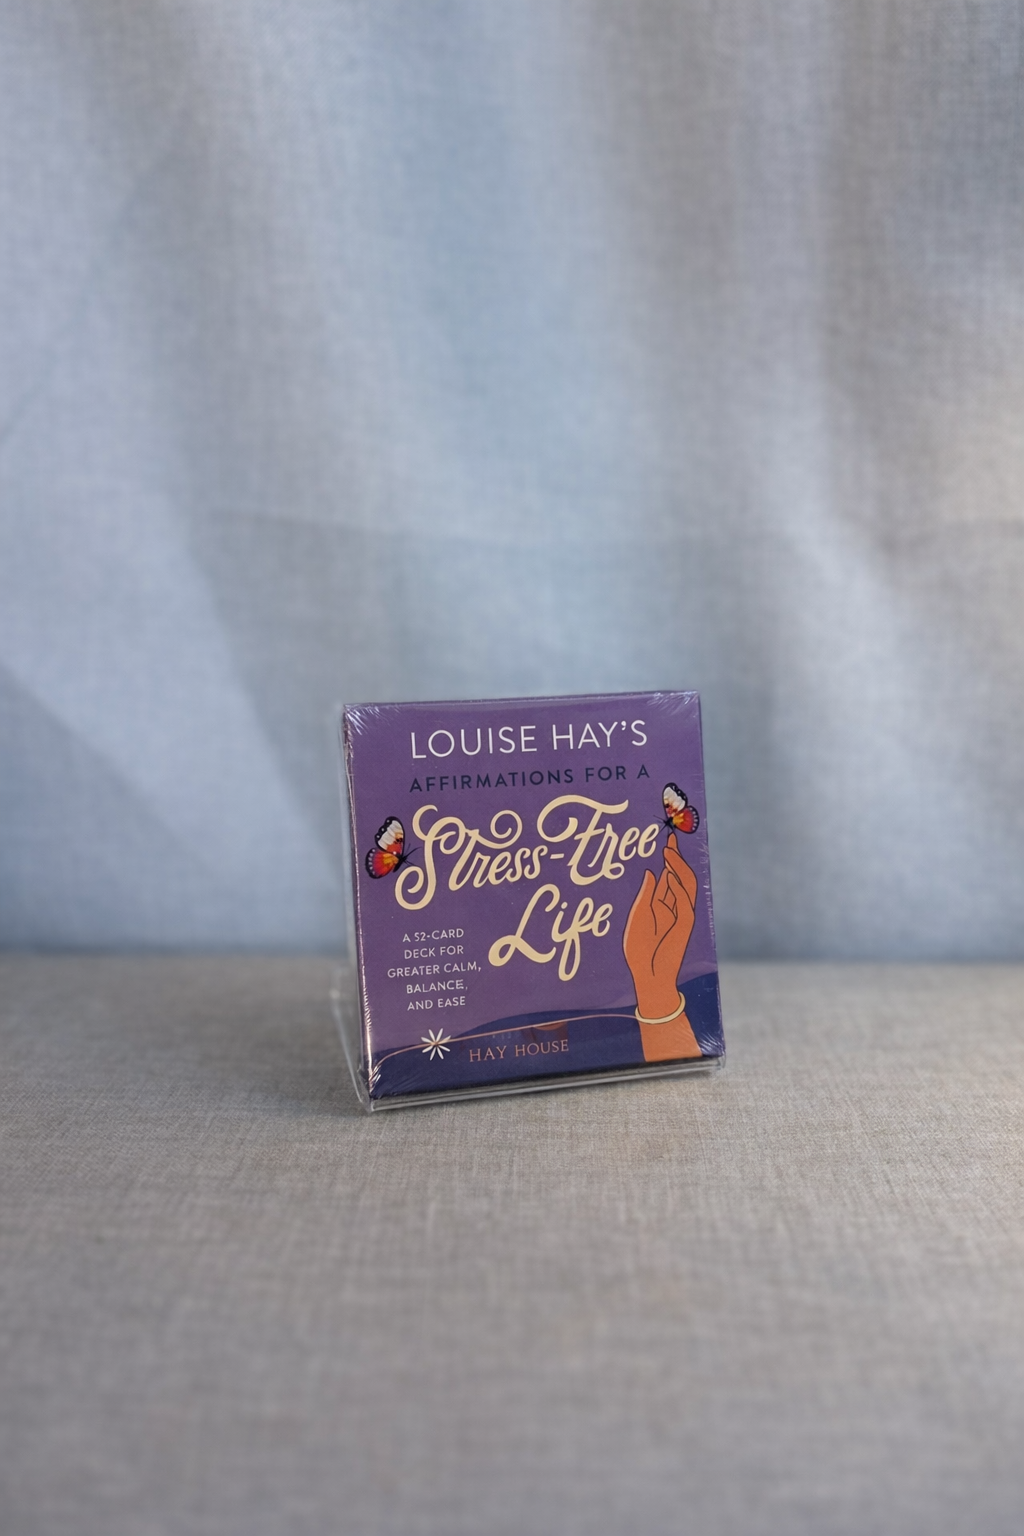 LOUISE HAY'S
AFFIRMATIONS FOR A
Stress-Free
Life
A 52-CARD
DECK FOR
GREATER CALM,
BALANCE,
AND EASE
HAY HOUSE